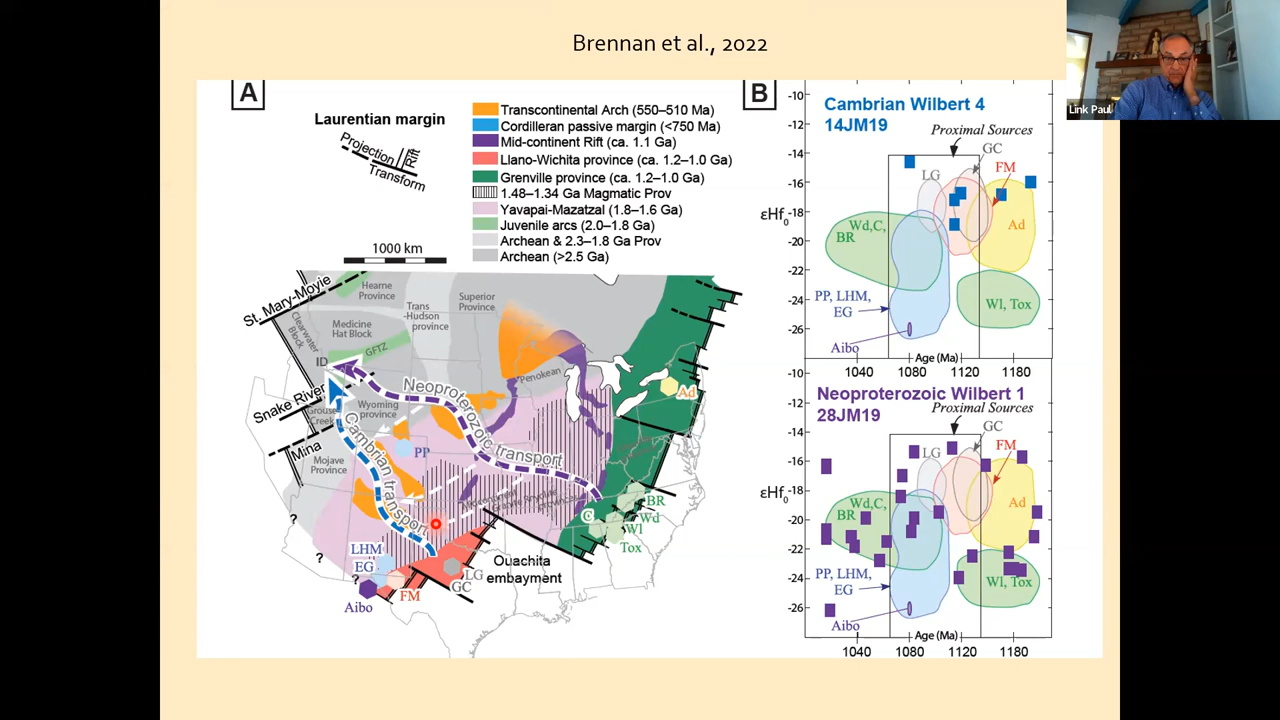 Brennan et al., 2022
Link Paul
A
Laurentian margin
Projection
Rift
Transform
1000 km
Transcontinental Arch (550–510 Ma)
Cordilleran passive margin (<750 Ma)
Mid-continent Rift (ca. 1.1 Ga)
Llano-Wichita province (ca. 1.2–1.0 Ga)
Grenville province (ca. 1.2–1.0 Ga)
1.48–1.34 Ga Magmatic Prov
Yavapai-Mazatzal (1.8–1.6 Ga)
Juvenile arcs (2.0–1.8 Ga)
Archean & 2.3–1.8 Ga Prov
Archean (>2.5 Ga)
St. Mary-Moyie
Hearne
Province
Trans
-Hudson
province
Superior
Province
Clearwater
Block
Medicine
Hat Block
GFTZ
ID
Penokean
Snake River
Grouse
Creek
Wyoming
province
Neoproterozoic transport
Ad
Mina
Mojave
Province
PP
Cambrian transport
?
?
?
BR
Wd
C
Wl
Tox
LHM
EG
Ouachita
embayment
LG
GC
FM
Aibo
B
Cambrian Wilbert 4
14JM19
Proximal Sources
GC
LG
FM
Wd,C,
BR
Ad
PP, LHM,
EG
Wl, Tox
Aibo
εHf0
-10
-12
-14
-16
-18
-20
-22
-24
-26
Age (Ma)
1040
1080
1120
1180
Neoproterozoic Wilbert 1
28JM19
Proximal Sources
GC
LG
FM
Wd,C,
BR
Ad
PP, LHM,
EG
Wl, Tox
Aibo
εHf0
-10
-12
-14
-16
-18
-20
-22
-24
-26
Age (Ma)
1040
1080
1120
1180